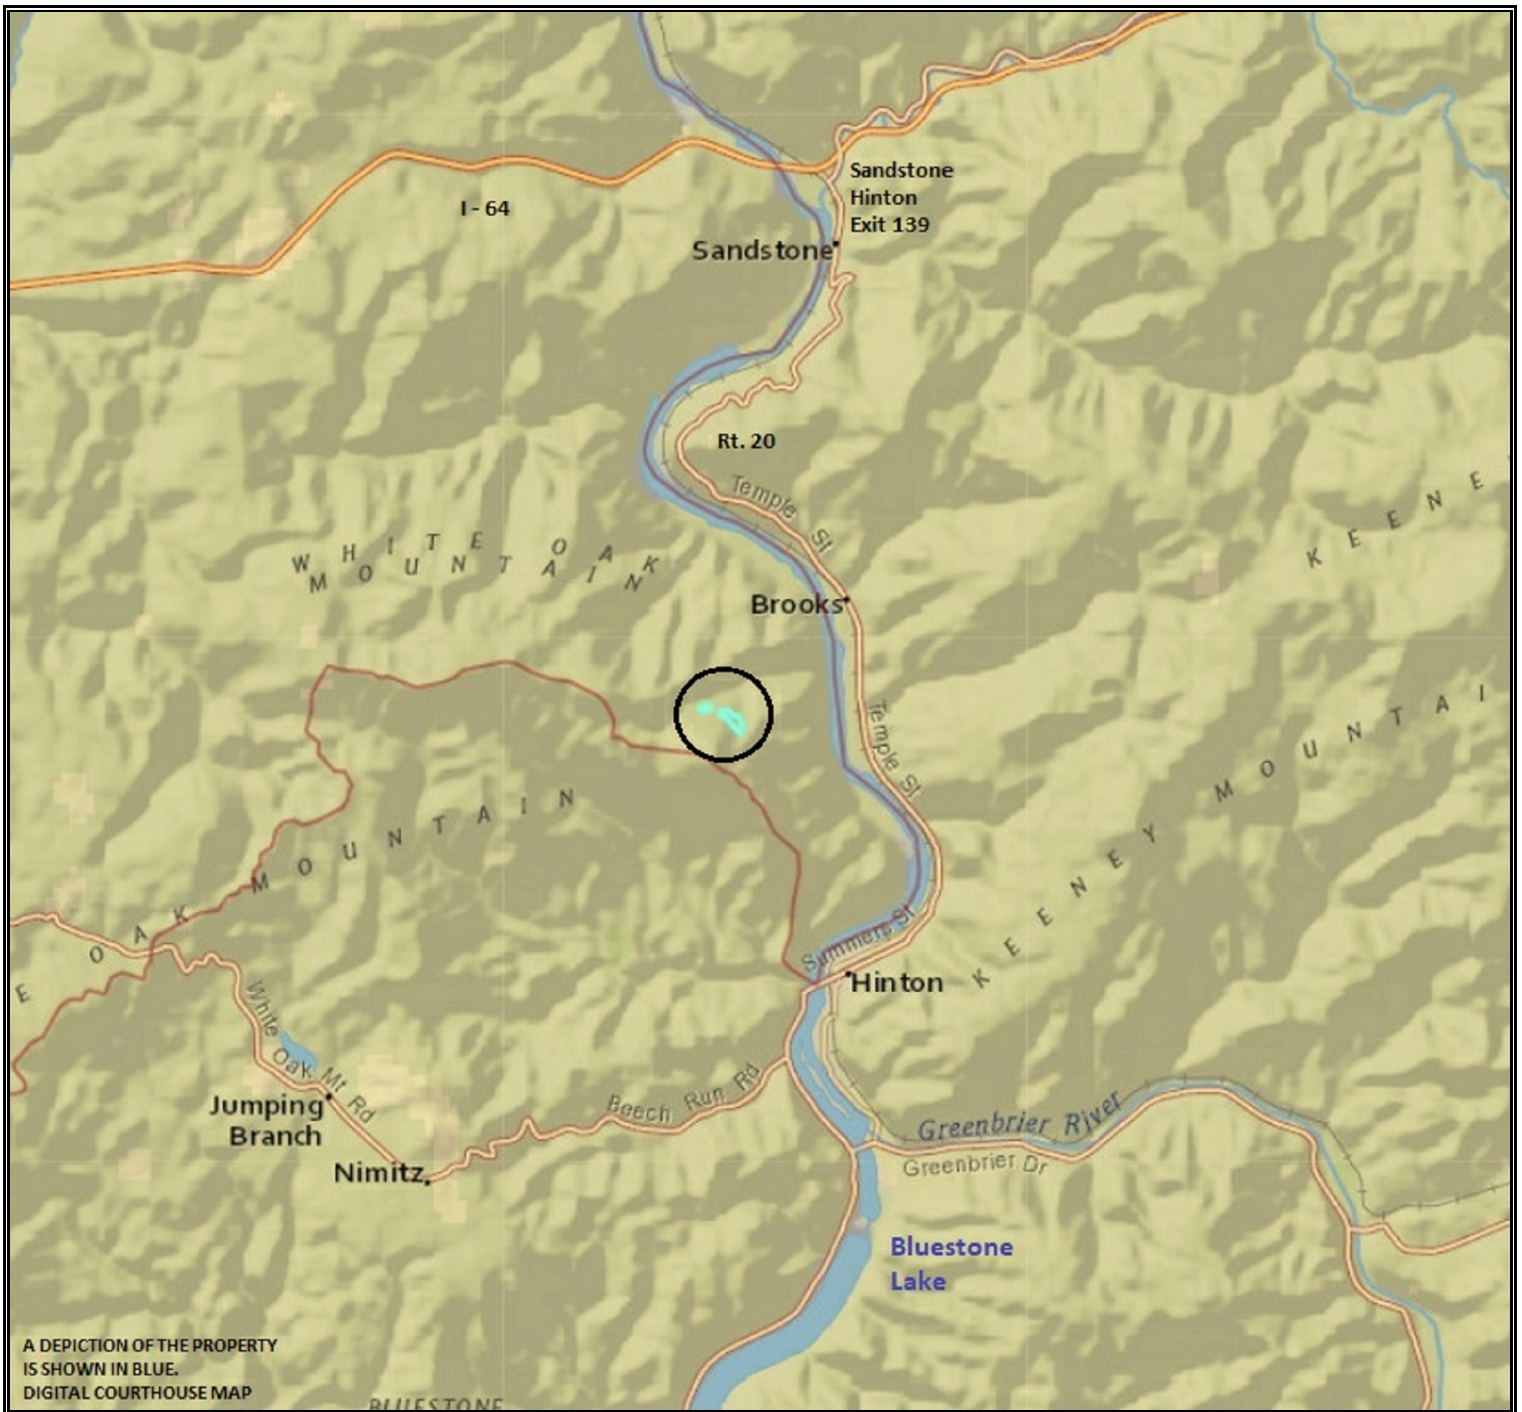 I - 64
Sandstone
Hinton
Exit 139
Sandstone
Rt. 20
Temple St
WHITE OAK
MOUNTAIN
KEENE
Brooks
Temple St
KEENEY MOUNTAI
E OAK MOUNTAIN
Summers St
Hinton
White Oak Mt Rd
Jumping
Branch
Beech Run Rd
Nimitz
Greenbrier River
Greenbrier Dr
Bluestone
Lake
A DEPICTION OF THE PROPERTY
IS SHOWN IN BLUE.
DIGITAL COURTHOUSE MAP
BLUESTONE